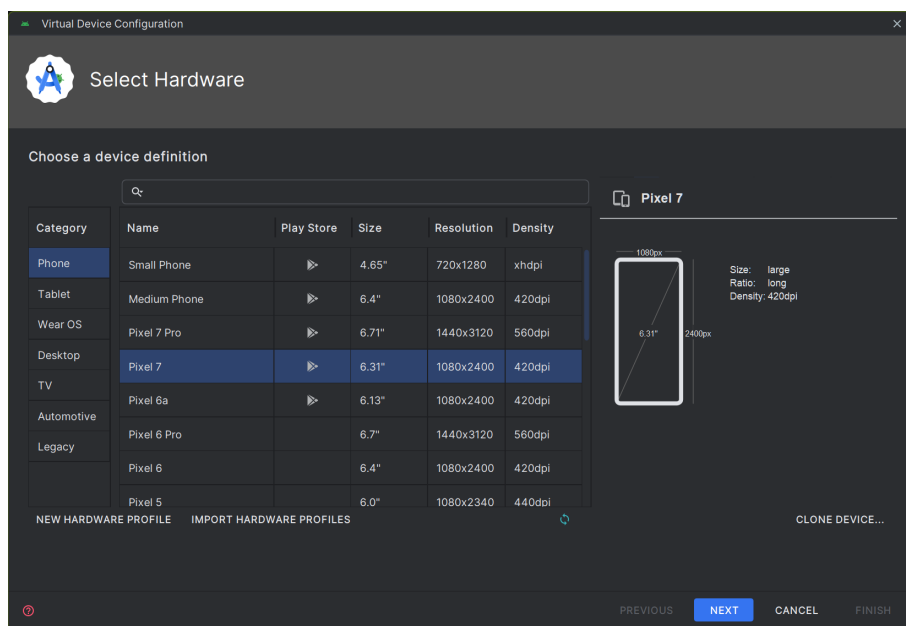 Virtual Device Configuration
Select Hardware
Choose a device definition
Category
Phone
Tablet
Wear OS
Desktop
TV
Automotive
Legacy
Name Play Store Size Resolution Density
Small Phone 4.65" 720x1280 xhdpi
Medium Phone 6.4" 1080x2400 420dpi
Pixel 7 Pro 6.71" 1440x3120 560dpi
Pixel 7 6.31" 1080x2400 420dpi
Pixel 6a 6.13" 1080x2400 420dpi
Pixel 6 Pro 6.7" 1440x3120 560dpi
Pixel 6 6.4" 1080x2400 420dpi
Pixel 5 6.0" 1080x2340 440dpi
Pixel 7
1080px
6.31"
2400px
Size: large
Ratio: long
Density: 420dpi
NEW HARDWARE PROFILE IMPORT HARDWARE PROFILES
CLONE DEVICE...
?
PREVIOUS NEXT CANCEL FINISH